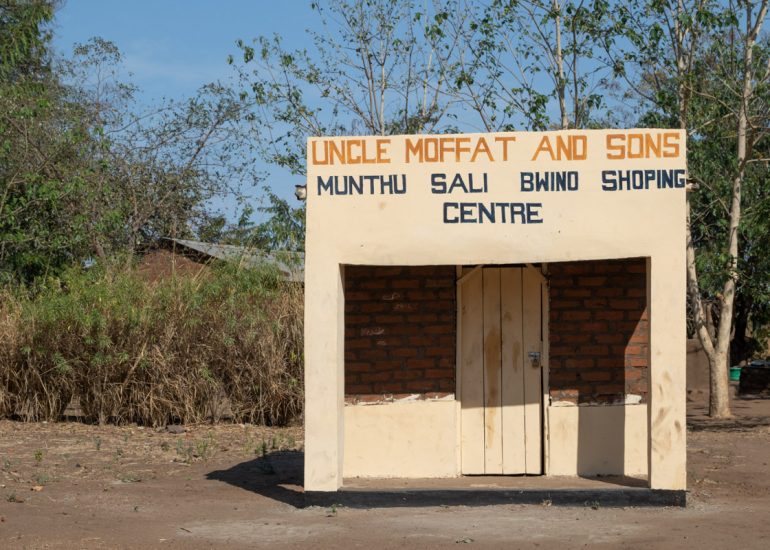 UNCLE MOFFAT AND SONS
MUNTHU SALI BWINO SHOPING
CENTRE